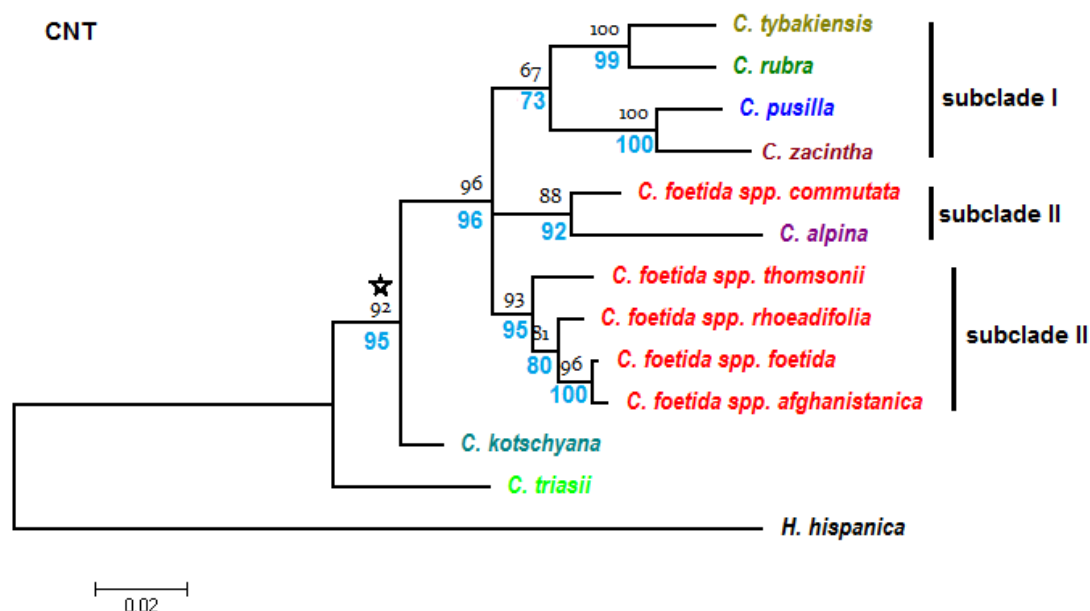 CNT
C. tybakiensis
100
99
C. rubra
subclade I
67
73
C. pusilla
100
100
C. zacintha
96
96
C. foetida spp. commutata
88
92
C. alpina
subclade II
C. foetida spp. thomsonii
93
95
C. foetida spp. rhoeadifolia
81
80
subclade II
C. foetida spp. foetida
96
100
C. foetida spp. afghanistanica
92
95
C. kotschyana
C. triasii
H. hispanica
0.02